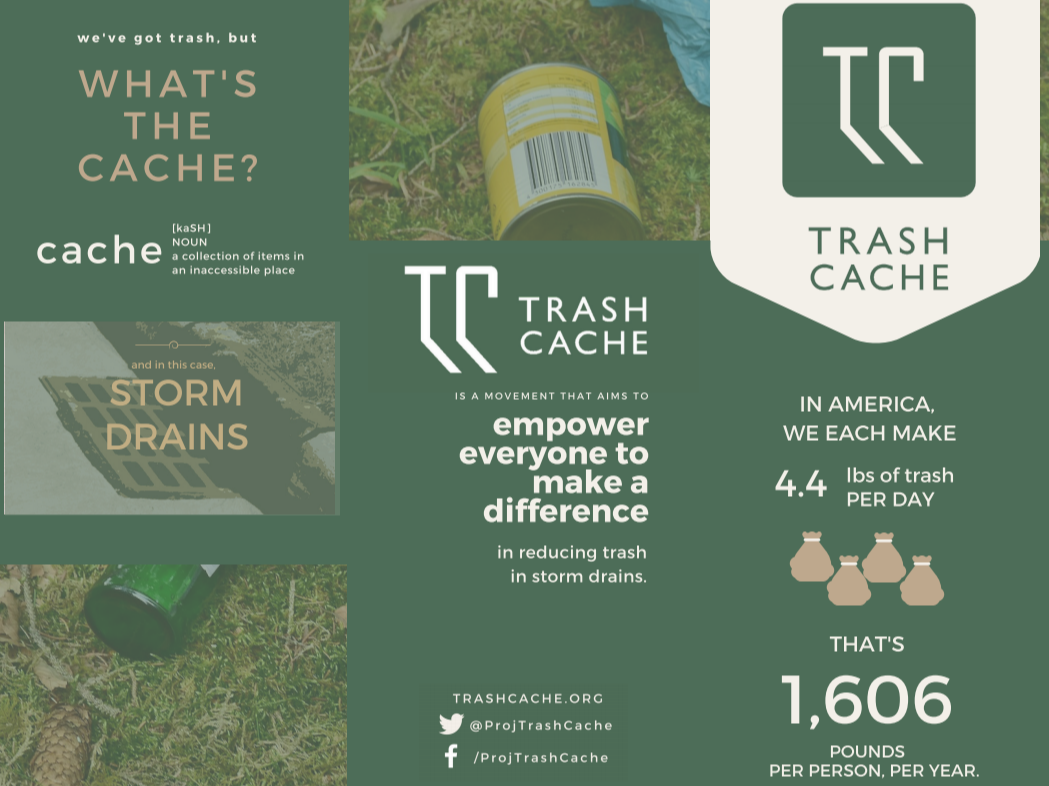 we've got trash, but
WHAT'S
THE
CACHE?
cache
[kaSH]
NOUN
a collection of items in
an inaccessible place
and in this case,
STORM
DRAINS
TRASH
CACHE
IS A MOVEMENT THAT AIMS TO
empower
everyone to
make a
difference
in reducing trash
in storm drains.
TRASHCACHE.ORG
@ProjTrashCache
/ProjTrashCache
TC
TRASH
CACHE
IN AMERICA,
WE EACH MAKE
4.4 lbs of trash
PER DAY
THAT'S
1,606
POUNDS
PER PERSON, PER YEAR.